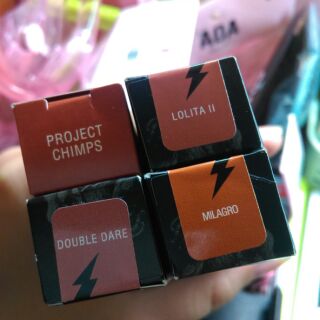 AOA
PROJECT
CHIMPS
LOLITA II
DOUBLE DARE
MILAGRO